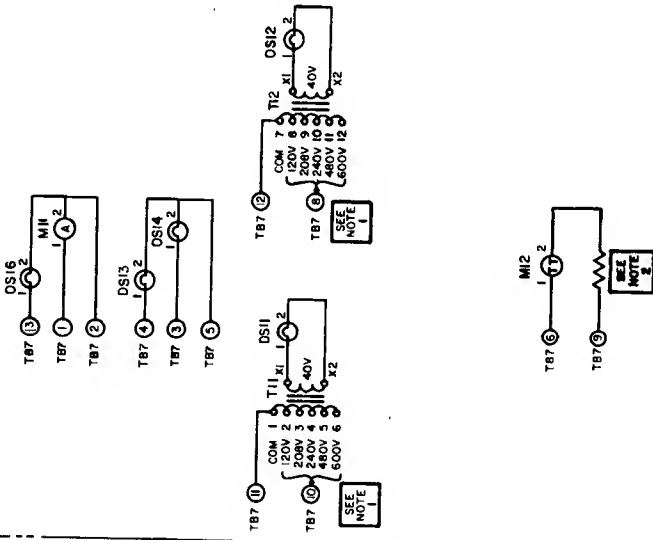 DS16
1 2
TB7 13
M11
1 A 2
TB7 1
TB7 2
DS13
1 2
TB7 4
DS14
1 2
TB7 3
TB7 5
DS12
1 2
T12
X1
40V
X2
TB7 12
COM 7
120V 8
208V 9
240V 10
480V 11
600V 12
TB7 8
SEE
NOTE
1
DS11
1 2
T11
X1
40V
X2
TB7 11
COM 1
120V 2
208V 3
240V 4
480V 5
600V 6
TB7 10
SEE
NOTE
1
M12
1 TT 2
TB7 6
TB7 9
SEE
NOTE
2